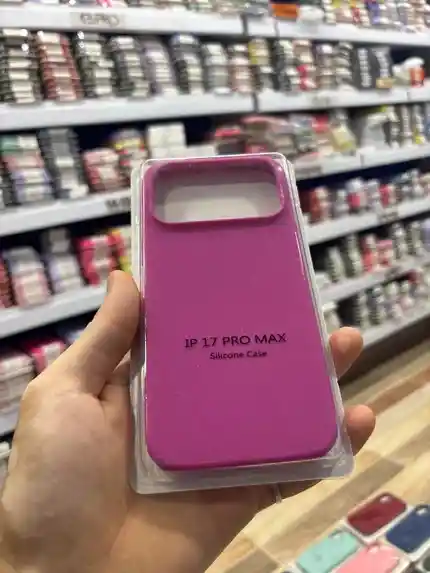 IP 17 PRO MAX
Silicone Case